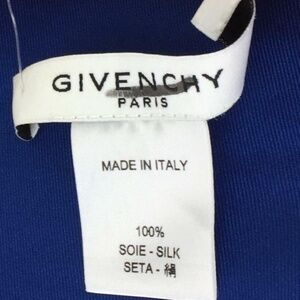 GIVENCHY
PARIS
MADE IN ITALY
100%
SOIE - SILK
SETA - 絹